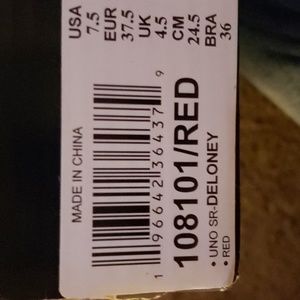 USA EUR UK CM BRA
7.5 37.5 4.5 24.5 36
MADE IN CHINA
1 96642 36437 9
108101/RED
• UNO SR-DELONEY
• RED